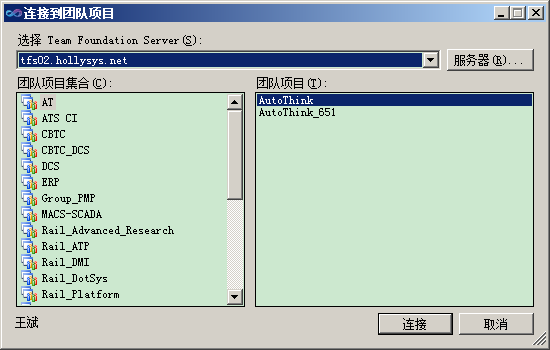 连接到团队项目
选择 Team Foundation Server(S):
tfs02.hollysys.net
服务器(R)...
团队项目集合(C):
AT
ATS CI
CBTC
CBTC_DCS
DCS
ERP
Group_PMP
MACS-SCADA
Rail_Advanced_Research
Rail_ATP
Rail_DMI
Rail_DotSys
Rail_Platform
团队项目(T):
AutoThink
AutoThink_651
王斌
连接
取消